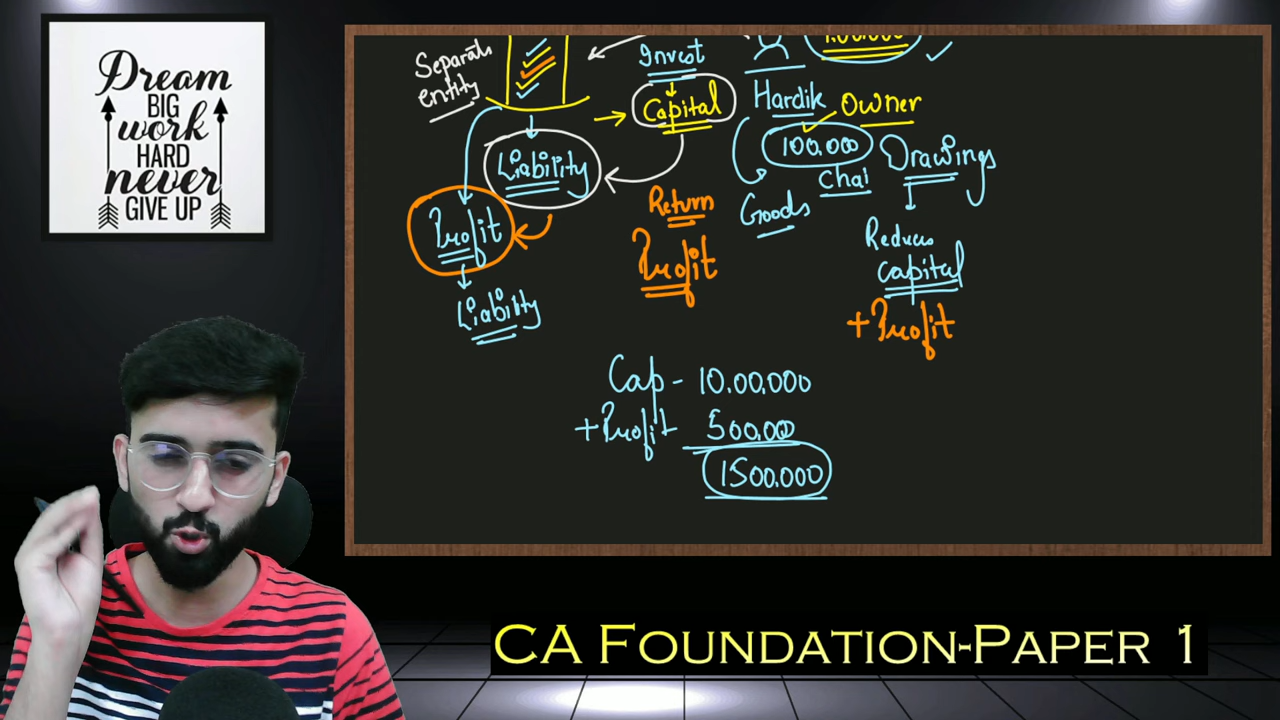 Dream
BIG
work
HARD
never
GIVE UP
Separate
entity
Invest
Capital
Hardik
Owner
100.000
Chai
Drawings
Liability
Goods
Return
Profit
Profit
Liability
Reduces
capital
+Profit
Cap - 10.00.000
+Profit 500.000
1500.000
CA FOUNDATION-PAPER 1